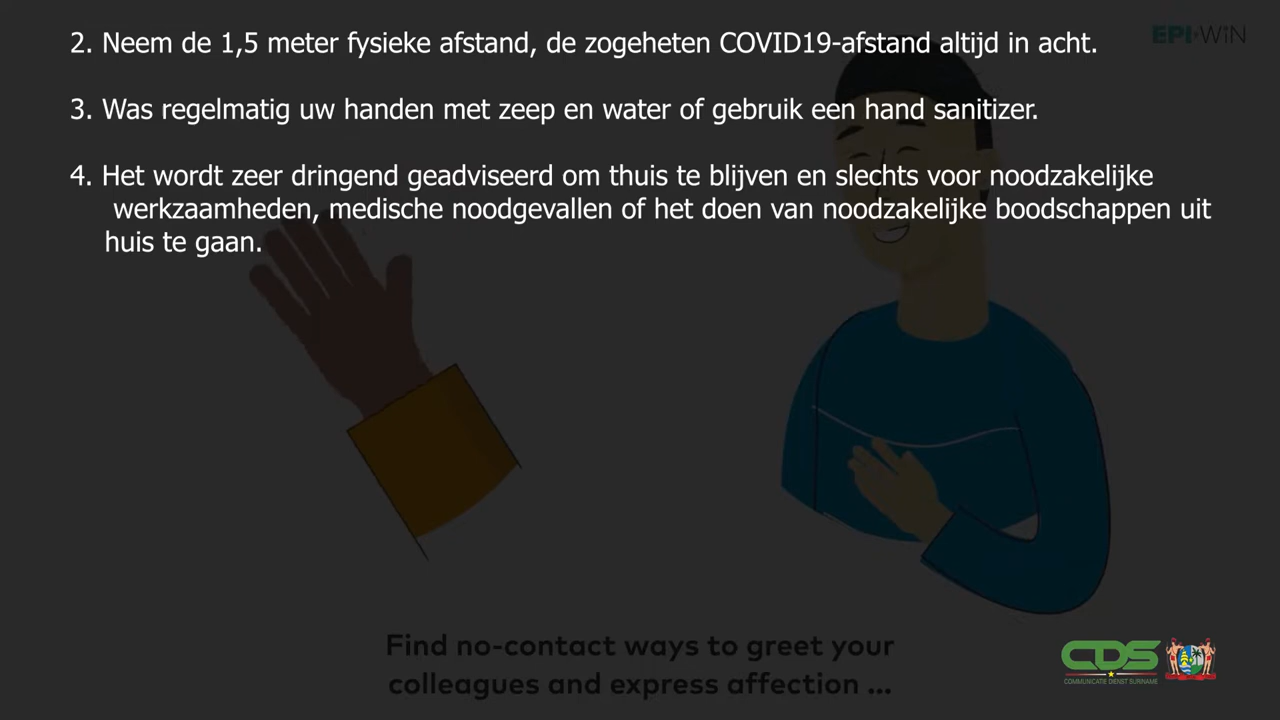 2. Neem de 1,5 meter fysieke afstand, de zogeheten COVID19-afstand altijd in acht.
EPI•WiN
3. Was regelmatig uw handen met zeep en water of gebruik een hand sanitizer.
4. Het wordt zeer dringend geadviseerd om thuis te blijven en slechts voor noodzakelijke
werkzaamheden, medische noodgevallen of het doen van noodzakelijke boodschappen uit
huis te gaan.
Find no-contact ways to greet your
colleagues and express affection ...
CDS
COMMUNICATIE DIENST SURINAME